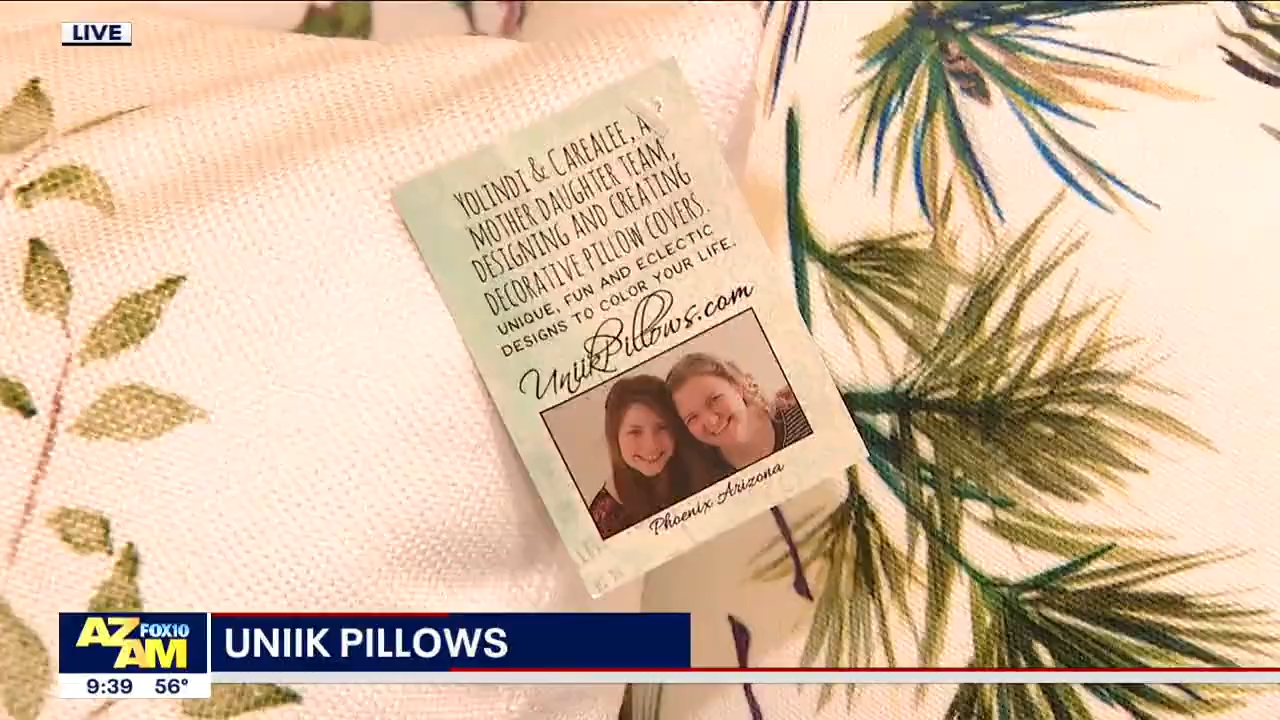 LIVE
YOLINDI & CAREALEE, A
MOTHER DAUGHTER TEAM,
DESIGNING AND CREATING
DECORATIVE PILLOW COVERS.
UNIQUE, FUN AND ECLECTIC
DESIGNS TO COLOR YOUR LIFE.
UniikPillows.com
Phoenix Arizona
AZ FOX10
AM
UNIIK PILLOWS
9:39 56°